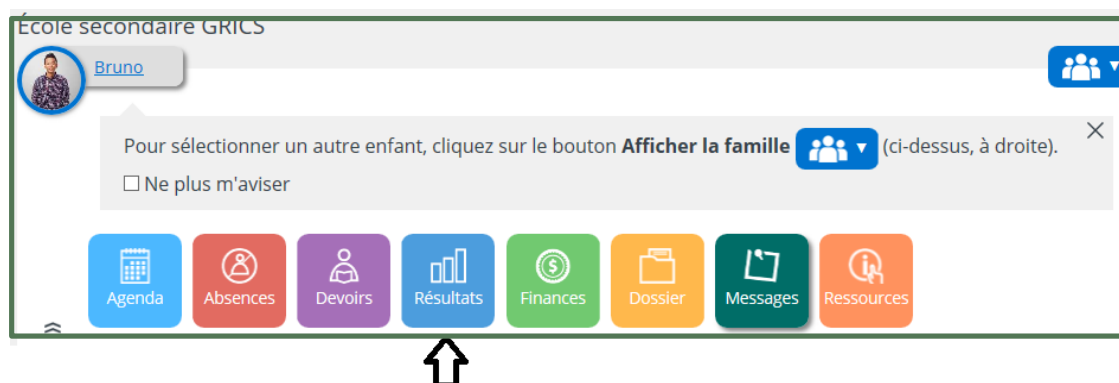 École secondaire GRICS
Bruno
Pour sélectionner un autre enfant, cliquez sur le bouton Afficher la famille (ci-dessus, à droite).
Ne plus m'aviser
Agenda Absences Devoirs Résultats Finances Dossier Messages Ressources